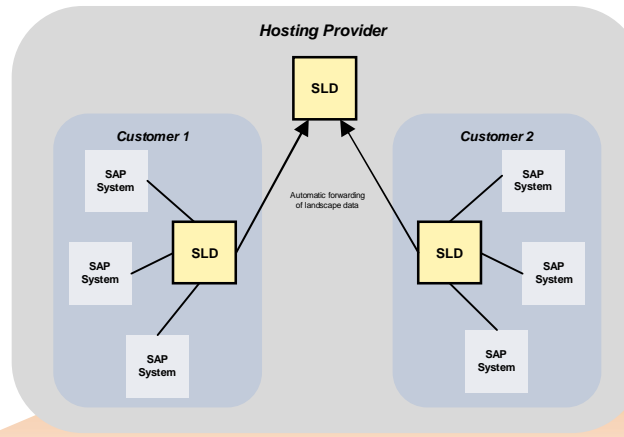 Hosting Provider
SLD
Customer 1
Customer 2
SAP
System
SAP
System
Automatic forwarding
of landscape data
SLD
SLD
SAP
System
SAP
System
SAP
System
SAP
System